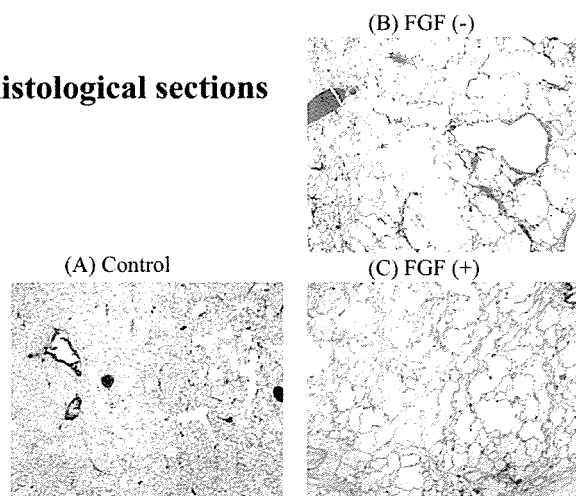 (B) FGF (-)
istological sections
(A) Control
(C) FGF (+)